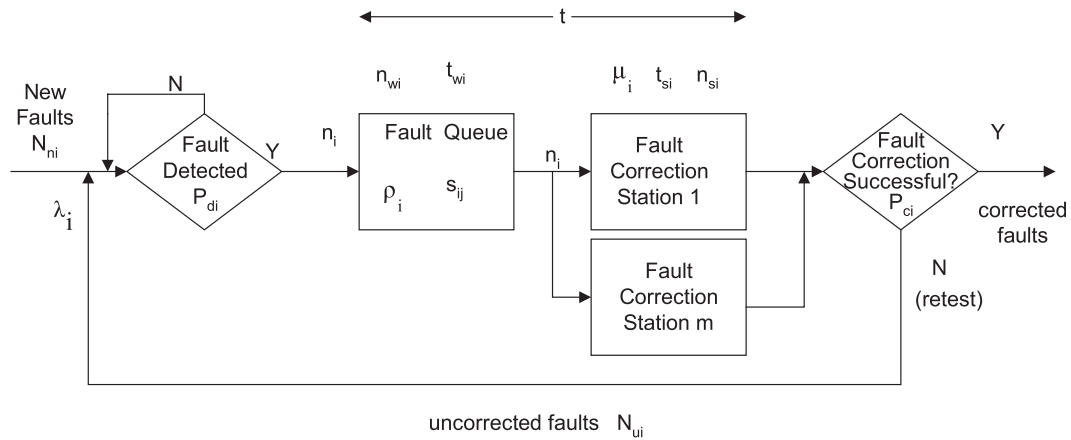 t
n_wi t_wi
μ_i t_si n_si
New
Faults
N_ni
N
Fault
Detected
P_di
Y
λ_i
n_i
Fault Queue
ρ_i s_ij
n_i
Fault
Correction
Station 1
Fault
Correction
Station m
Fault
Correction
Successful?
P_ci
Y
corrected
faults
N
(retest)
uncorrected faults N_ui